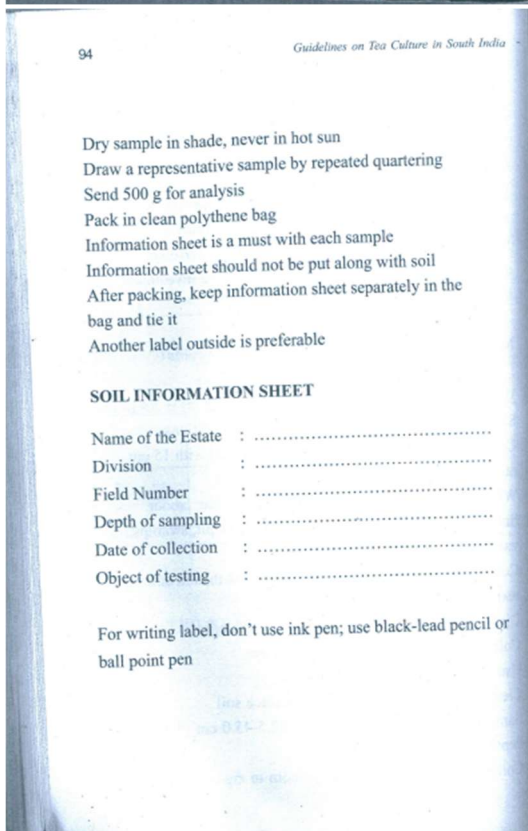 94
Guidelines on Tea Culture in South India
Dry sample in shade, never in hot sun
Draw a representative sample by repeated quartering
Send 500 g for analysis
Pack in clean polythene bag
Information sheet is a must with each sample
Information sheet should not be put along with soil
After packing, keep information sheet separately in the
bag and tie it
Another label outside is preferable
SOIL INFORMATION SHEET
Name of the Estate : ................................................
Division : ................................................
Field Number : ................................................
Depth of sampling : ................................................
Date of collection : ................................................
Object of testing : ................................................
For writing label, don't use ink pen; use black-lead pencil or
ball point pen